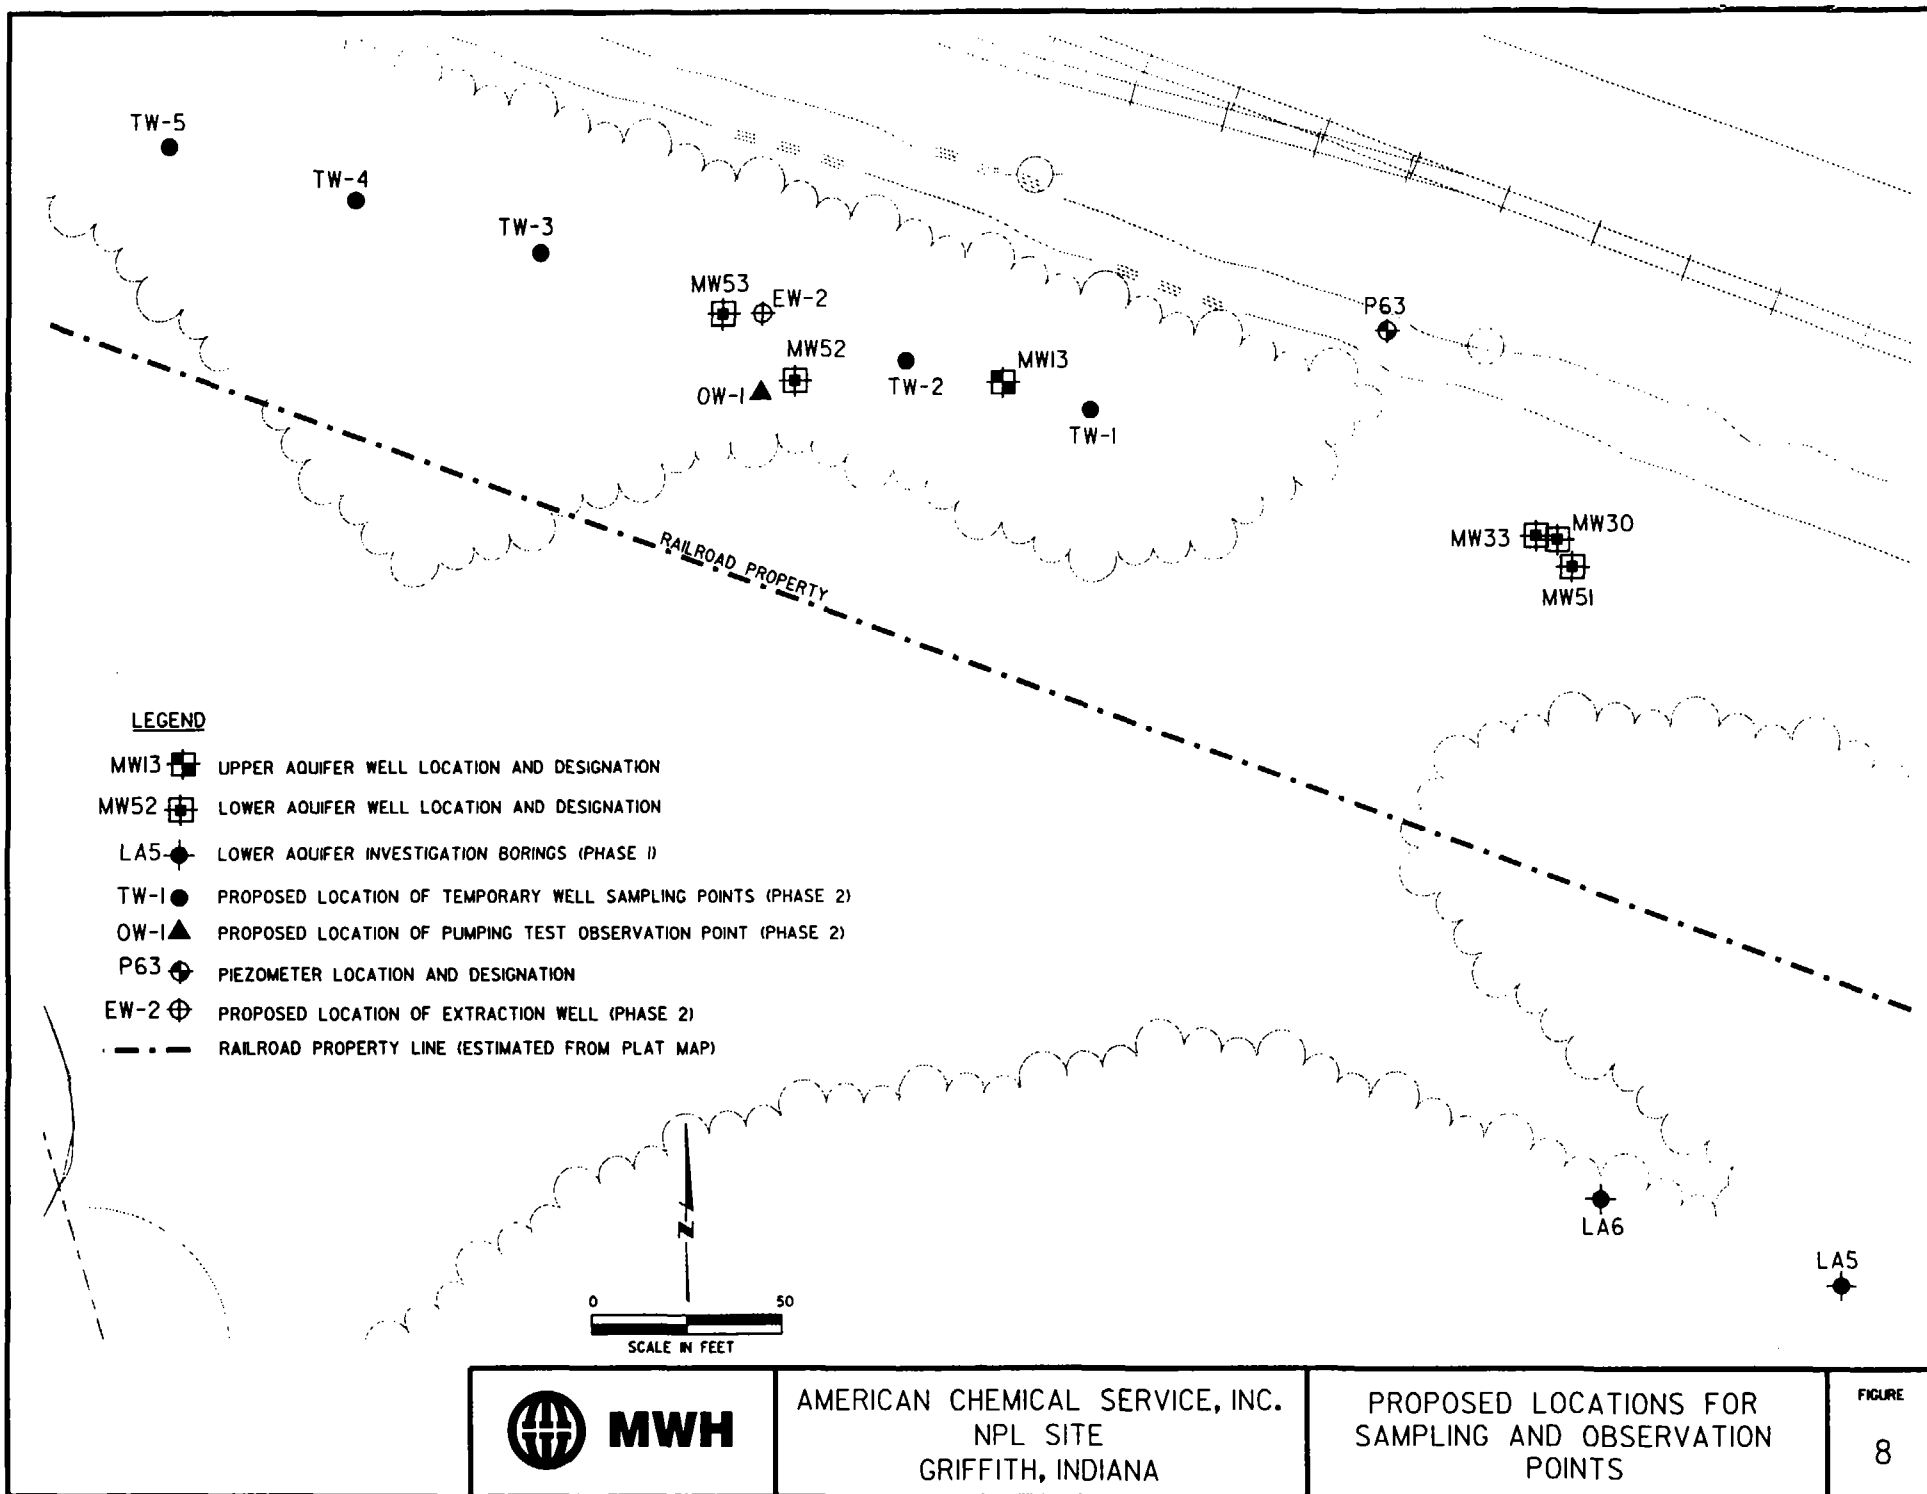 TW-5
TW-4
TW-3
MW53
EW-2
P63
MW52
MW13
OW-1
TW-2
TW-1
MW30
MW33
MW51
RAILROAD PROPERTY
LEGEND
MW13 UPPER AQUIFER WELL LOCATION AND DESIGNATION
MW52 LOWER AQUIFER WELL LOCATION AND DESIGNATION
LA5 LOWER AQUIFER INVESTIGATION BORINGS (PHASE 1)
TW-1 PROPOSED LOCATION OF TEMPORARY WELL SAMPLING POINTS (PHASE 2)
OW-1 PROPOSED LOCATION OF PUMPING TEST OBSERVATION POINT (PHASE 2)
P63 PIEZOMETER LOCATION AND DESIGNATION
EW-2 PROPOSED LOCATION OF EXTRACTION WELL (PHASE 2)
RAILROAD PROPERTY LINE (ESTIMATED FROM PLAT MAP)
N
LA6
LA5
0 50
SCALE IN FEET
MWH
AMERICAN CHEMICAL SERVICE, INC.
NPL SITE
GRIFFITH, INDIANA
PROPOSED LOCATIONS FOR
SAMPLING AND OBSERVATION
POINTS
FIGURE
8